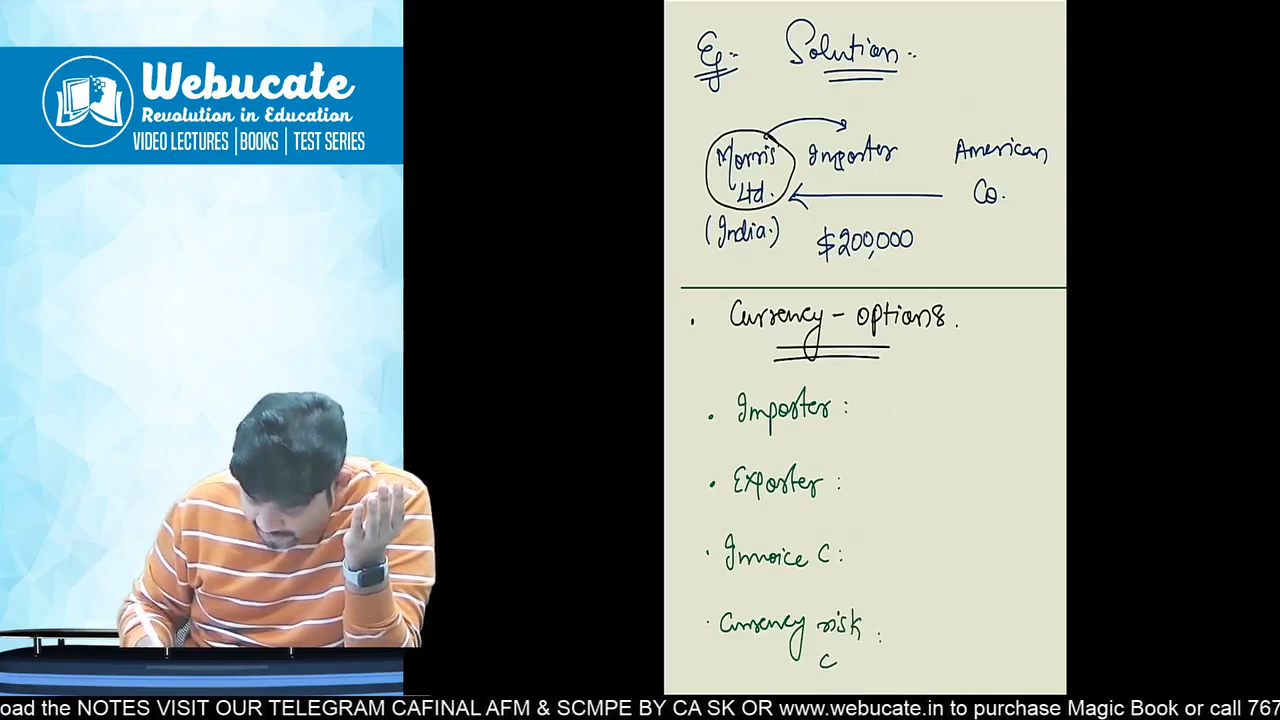 Webucate
Revolution in Education
VIDEO LECTURES | BOOKS | TEST SERIES
Eg:- Solution:-
Morris Importer American
Ltd. Co.
(India.) $200,000
. Currency - options.
. Importer :
. Exporter :
. Invoice C :
. Currency risk :
C
oad the NOTES VISIT OUR TELEGRAM CAFINAL AFM & SCMPE BY CA SK OR www.webucate.in to purchase Magic Book or call 767